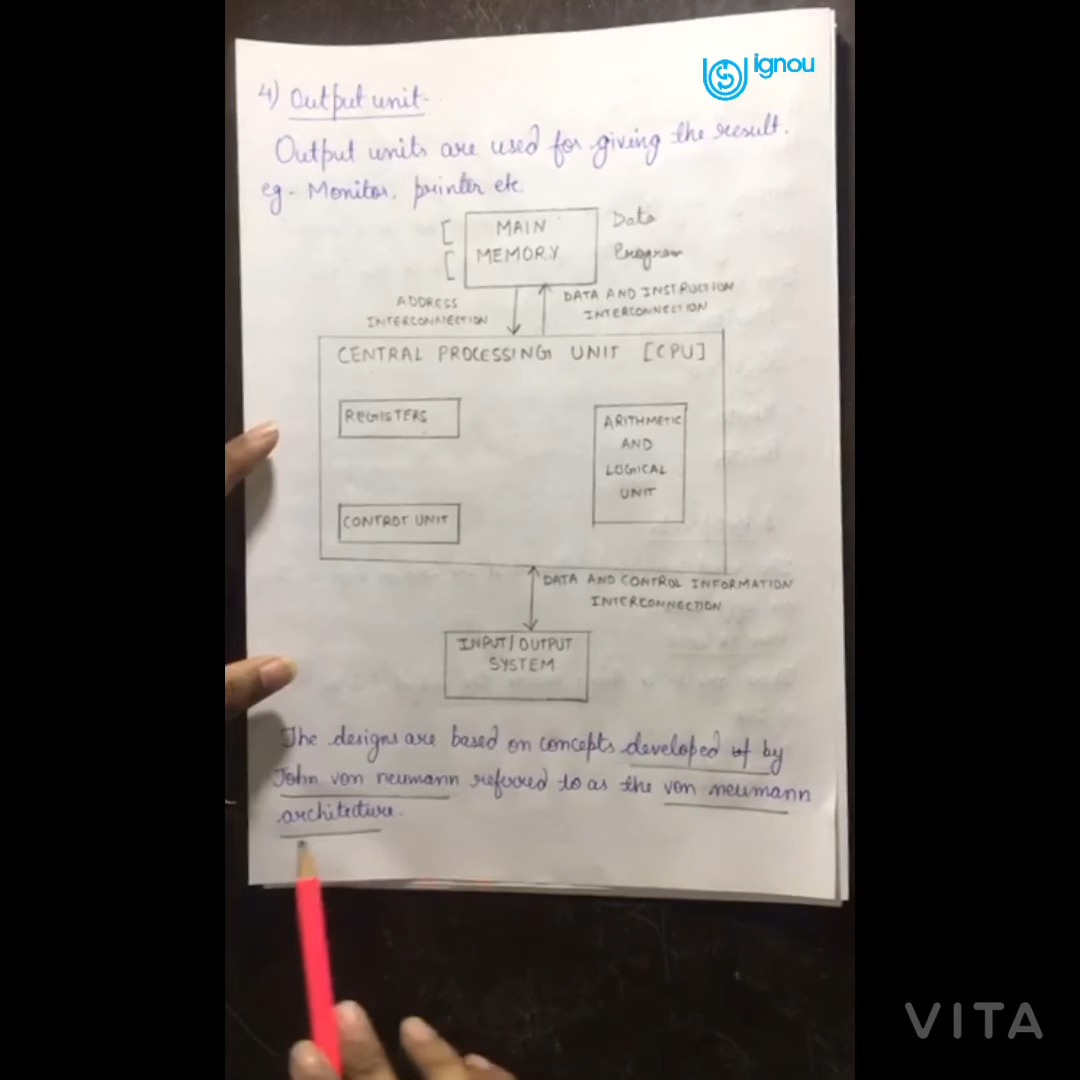 ignou
4) Output unit-
Output units are used for giving the result.
eg - Monitor, printer etc
MAIN
MEMORY
Data
Program
ADDRESS
INTERCONNECTION
DATA AND INSTRUCTION
INTERCONNECTION
CENTRAL PROCESSING UNIT [CPU]
REGISTERS
ARITHMETIC
AND
LOGICAL
UNIT
CONTROL UNIT
DATA AND CONTROL INFORMATION
INTERCONNECTION
INPUT/OUTPUT
SYSTEM
The designs are based on concepts developed by
John von neumann referred to as the von neumann
architecture.
VITA